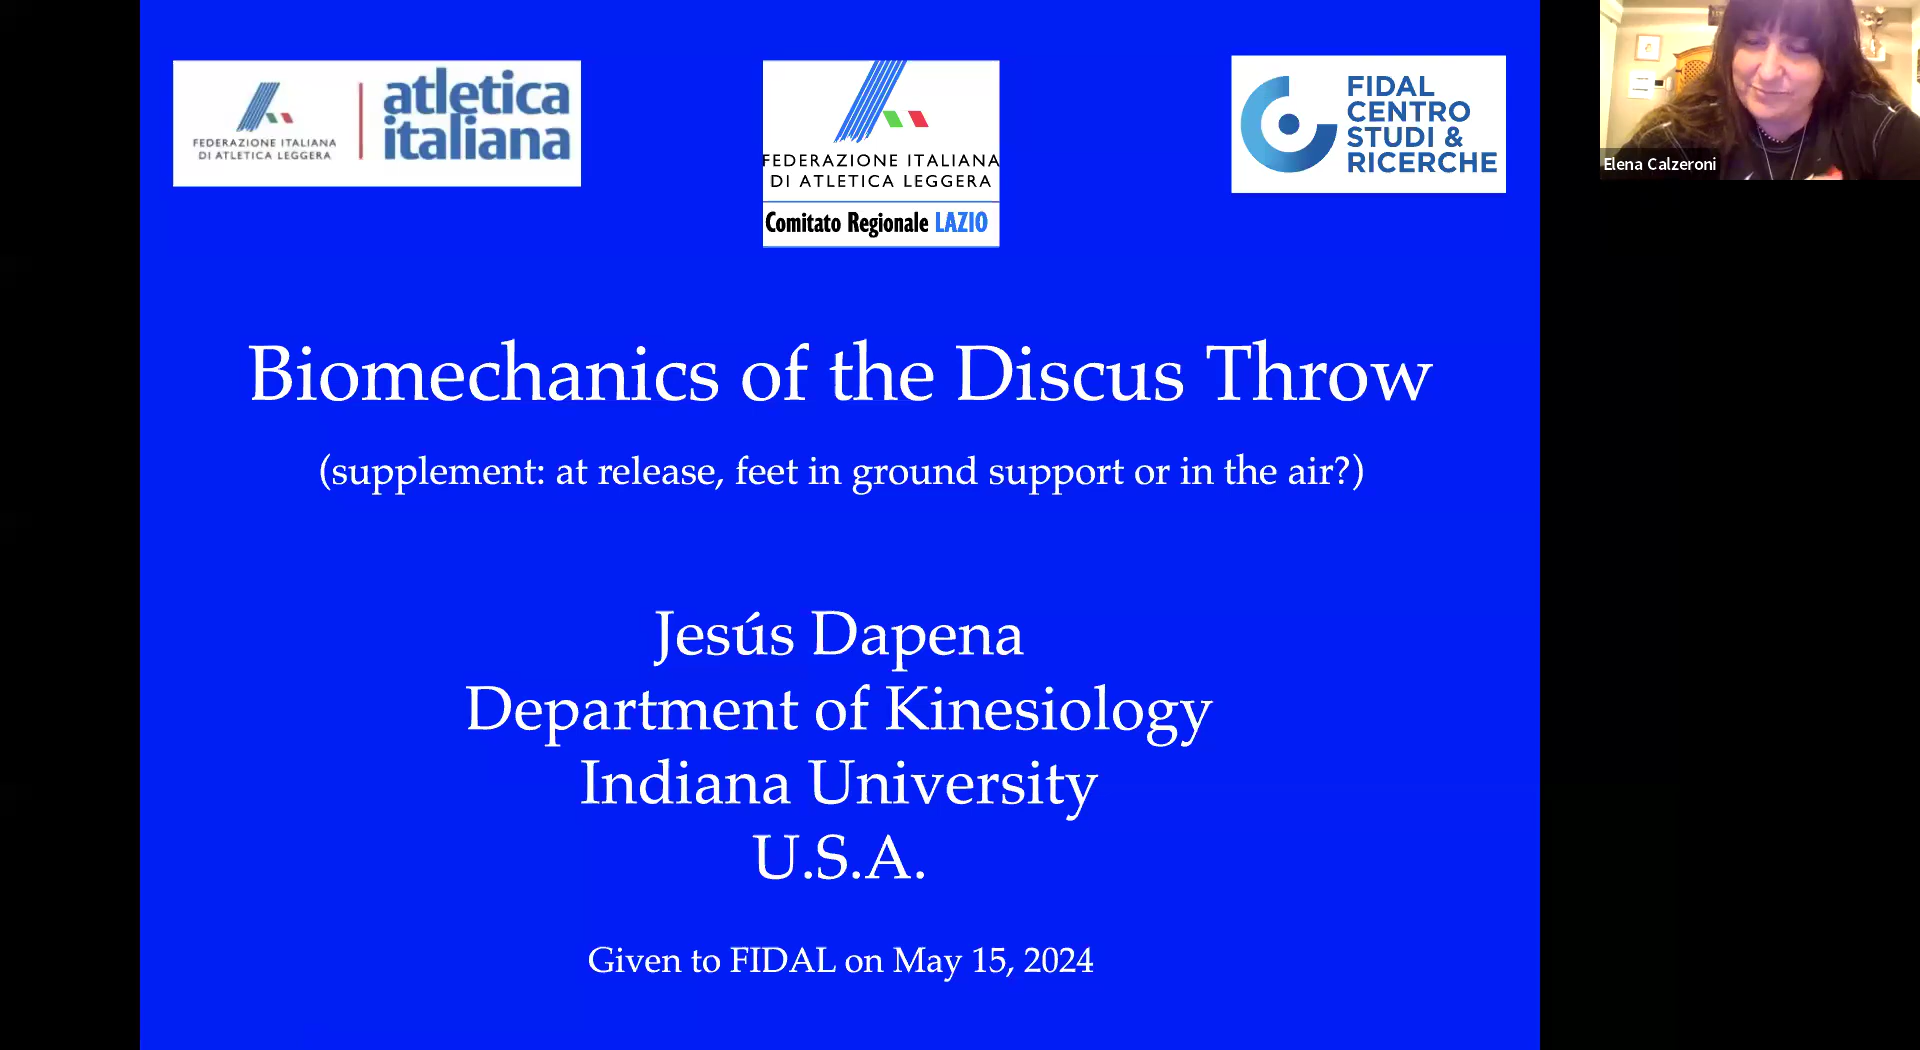 FEDERAZIONE ITALIANA
DI ATLETICA LEGGERA
atletica
italiana
FEDERAZIONE ITALIANA
DI ATLETICA LEGGERA
Comitato Regionale LAZIO
FIDAL
CENTRO
STUDI &
RICERCHE
Elena Calzeroni
Biomechanics of the Discus Throw
(supplement: at release, feet in ground support or in the air?)
Jesús Dapena
Department of Kinesiology
Indiana University
U.S.A.
Given to FIDAL on May 15, 2024